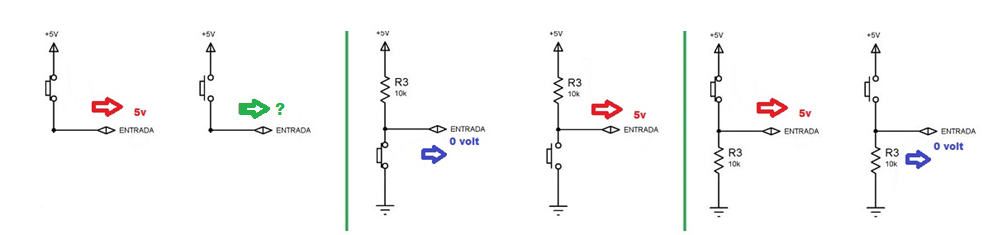 +5V
5v
ENTRADA
+5V
?
ENTRADA
+5V
R3
10k
ENTRADA
0 volt
+5V
R3
10k
5v
ENTRADA
+5V
5v
ENTRADA
R3
10k
+5V
ENTRADA
0 volt
R3
10k